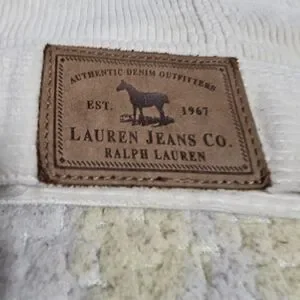 AUTHENTIC DENIM OUTFITTERS
EST. 1967
LAUREN JEANS CO.
RALPH LAUREN